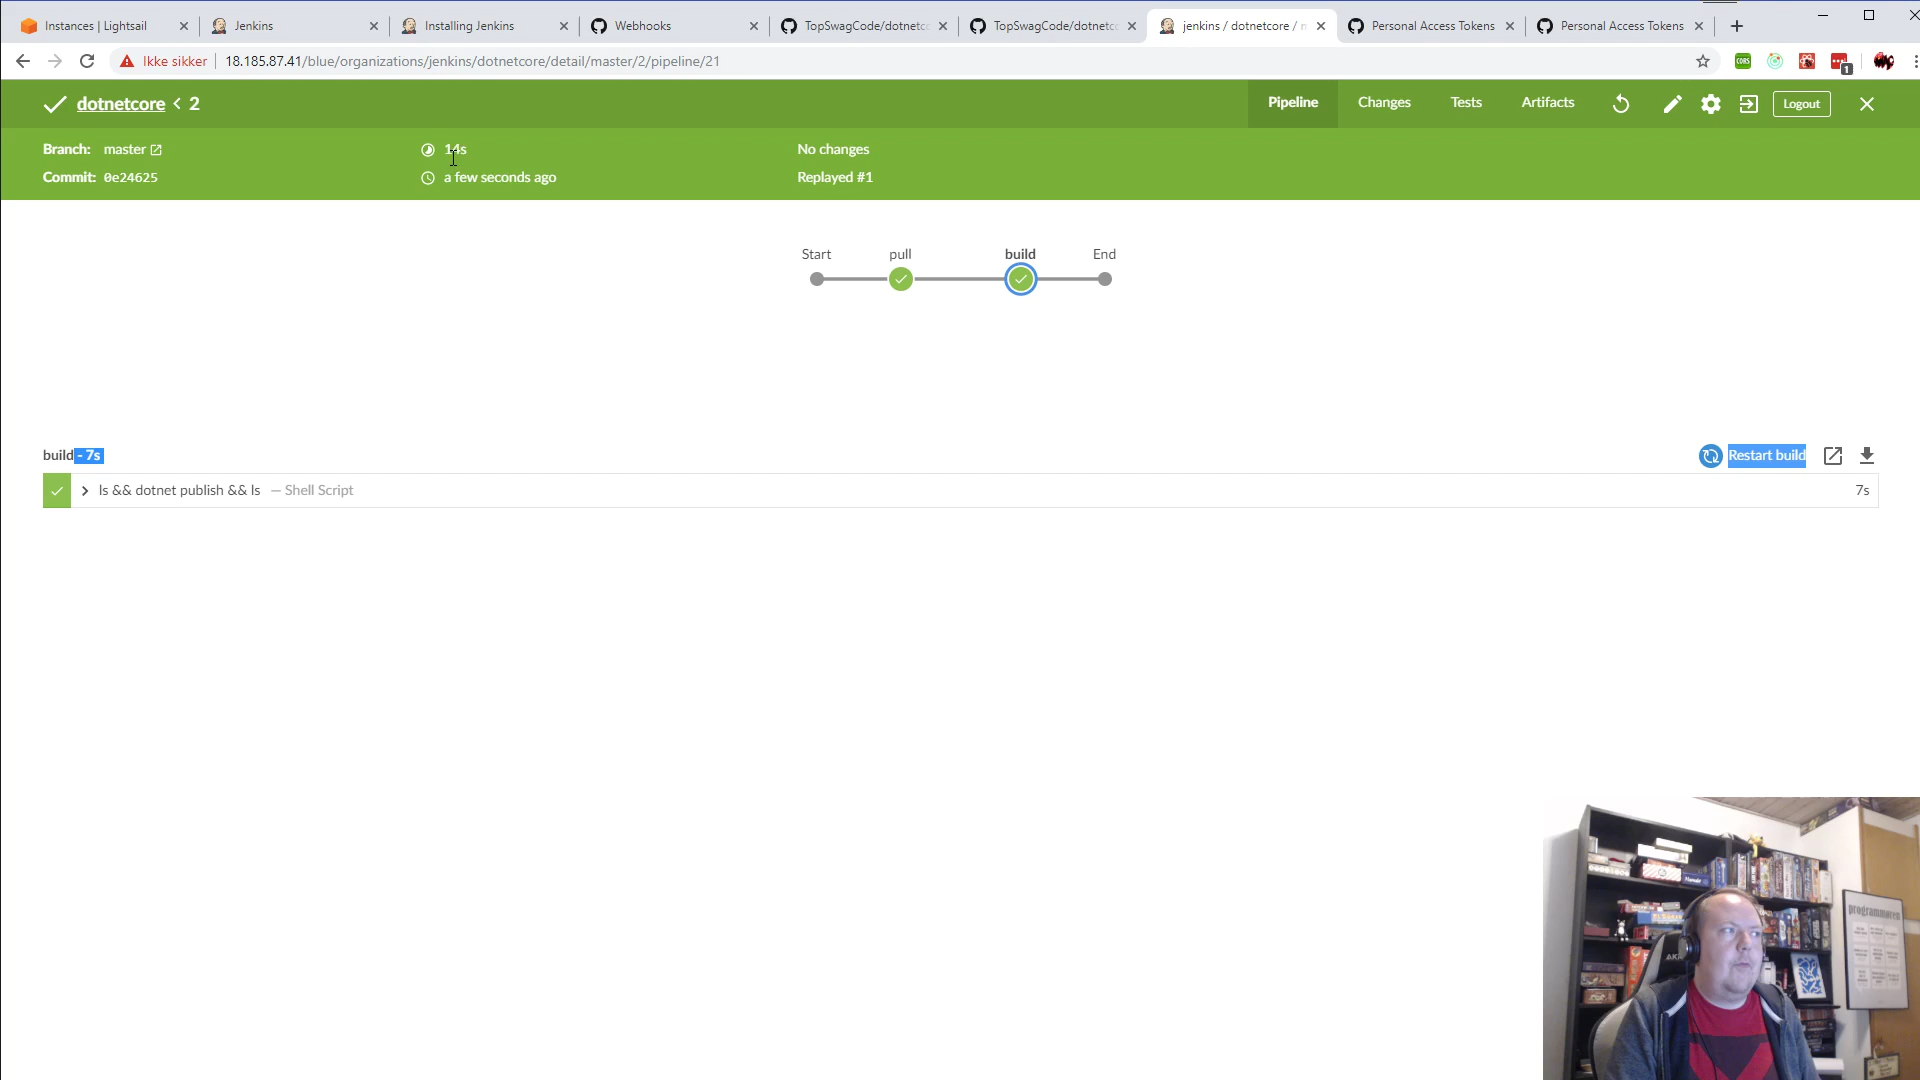 Instances | Lightsail
Jenkins
Installing Jenkins
Webhooks
TopSwagCode/dotnetc
TopSwagCode/dotnetc
jenkins / dotnetcore /
Personal Access Tokens
Personal Access Tokens
Ikke sikker
18.185.87.41/blue/organizations/jenkins/dotnetcore/detail/master/2/pipeline/21
CORS
1
dotnetcore < 2
Pipeline
Changes
Tests
Artifacts
Logout
Branch: master
14s
No changes
Commit: 0e24625
a few seconds ago
Replayed #1
Start
pull
build
End
build - 7s
Restart build
ls && dotnet publish && ls — Shell Script
7s
programmøren